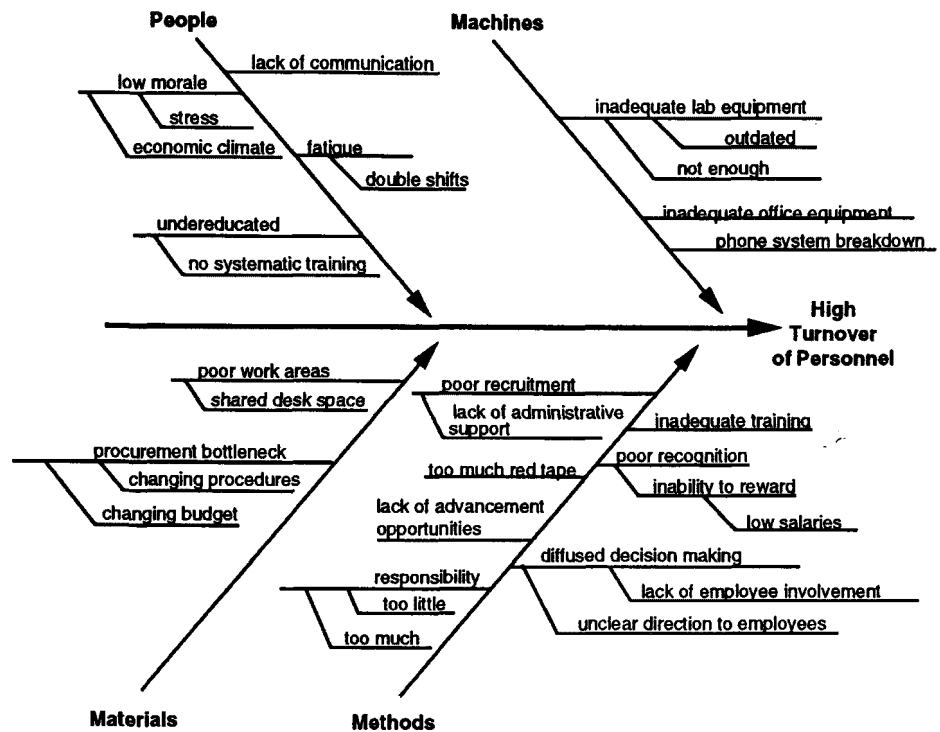 People
Machines
lack of communication
low morale
stress
economic climate
fatigue
double shifts
undereducated
no systematic training
inadequate lab equipment
outdated
not enough
inadequate office equipment
phone system breakdown
High
Turnover
of Personnel
poor work areas
shared desk space
procurement bottleneck
changing procedures
changing budget
poor recruitment
lack of administrative
support
too much red tape
lack of advancement
opportunities
responsibility
too little
too much
inadequate training
poor recognition
inability to reward
low salaries
diffused decision making
lack of employee involvement
unclear direction to employees
Materials
Methods